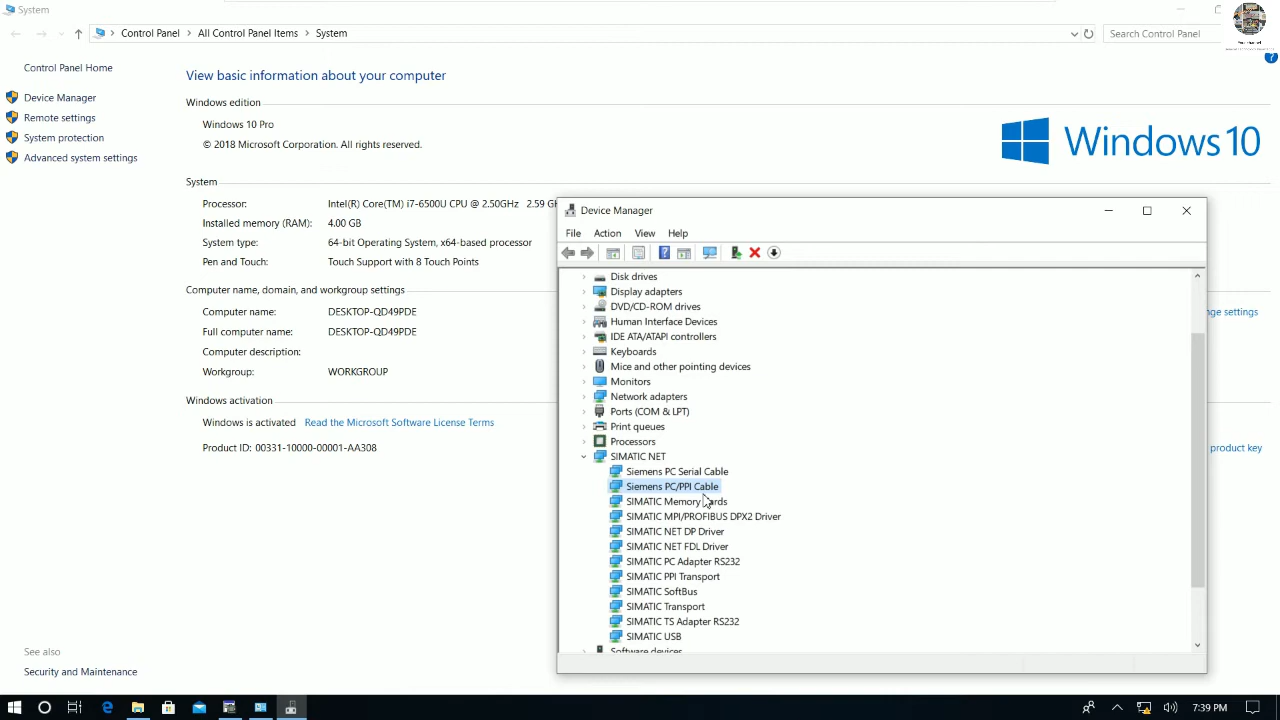 System
Control Panel
All Control Panel Items
System
Search Control Panel
Control Panel Home
Device Manager
Remote settings
System protection
Advanced system settings
See also
Security and Maintenance
View basic information about your computer
Windows edition
Windows 10 Pro
© 2018 Microsoft Corporation. All rights reserved.
Windows10
System
Processor: Intel(R) Core(TM) i7-6500U CPU @ 2.50GHz 2.59
Installed memory (RAM): 4.00 GB
System type: 64-bit Operating System, x64-based processor
Pen and Touch: Touch Support with 8 Touch Points
Computer name, domain, and workgroup settings
Computer name: DESKTOP-QD49PDE
Full computer name: DESKTOP-QD49PDE
Computer description:
Workgroup: WORKGROUP
nge settings
Windows activation
Windows is activated Read the Microsoft Software License Terms
Product ID: 00331-10000-00001-AA308
product key
Device Manager
File Action View Help
Disk drives
Display adapters
DVD/CD-ROM drives
Human Interface Devices
IDE ATA/ATAPI controllers
Keyboards
Mice and other pointing devices
Monitors
Network adapters
Ports (COM & LPT)
Print queues
Processors
SIMATIC NET
Siemens PC Serial Cable
Siemens PC/PPI Cable
SIMATIC Memory ards
SIMATIC MPI/PROFIBUS DPX2 Driver
SIMATIC NET DP Driver
SIMATIC NET FDL Driver
SIMATIC PC Adapter RS232
SIMATIC PPI Transport
SIMATIC SoftBus
SIMATIC Transport
SIMATIC TS Adapter RS232
SIMATIC USB
Software devices
7:39 PM